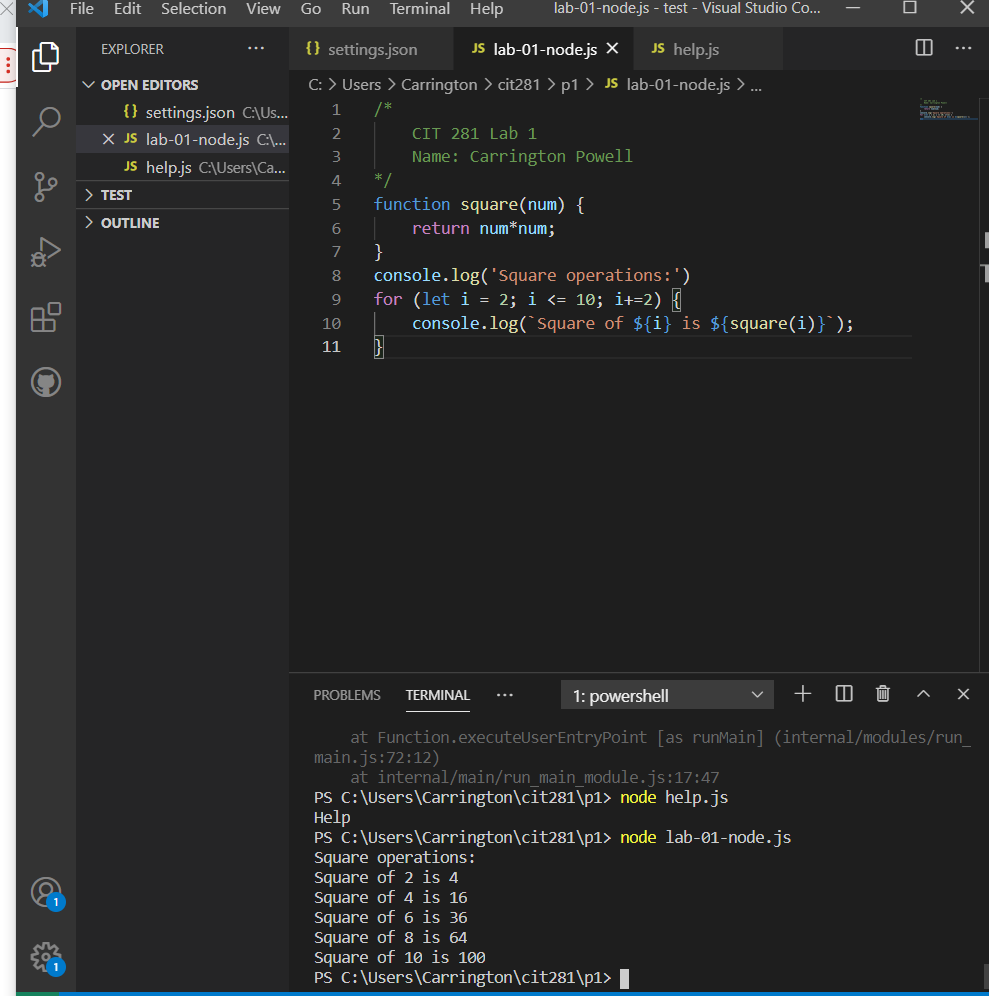 File Edit Selection View Go Run Terminal Help lab-01-node.js - test - Visual Studio Co...
EXPLORER ...
OPEN EDITORS
{} settings.json C:\Us...
JS lab-01-node.js C:\...
JS help.js C:\Users\Ca...
TEST
OUTLINE
1
1
{} settings.json JS lab-01-node.js JS help.js ...
C: > Users > Carrington > cit281 > p1 > JS lab-01-node.js > ...
1 /*
2 CIT 281 Lab 1
3 Name: Carrington Powell
4 */
5 function square(num) {
6 return num*num;
7 }
8 console.log('Square operations:')
9 for (let i = 2; i <= 10; i+=2) {
10 console.log(`Square of ${i} is ${square(i)}`);
11 }
PROBLEMS TERMINAL ... 1: powershell
at Function.executeUserEntryPoint [as runMain] (internal/modules/run_
main.js:72:12)
at internal/main/run_main_module.js:17:47
PS C:\Users\Carrington\cit281\p1> node help.js
Help
PS C:\Users\Carrington\cit281\p1> node lab-01-node.js
Square operations:
Square of 2 is 4
Square of 4 is 16
Square of 6 is 36
Square of 8 is 64
Square of 10 is 100
PS C:\Users\Carrington\cit281\p1>